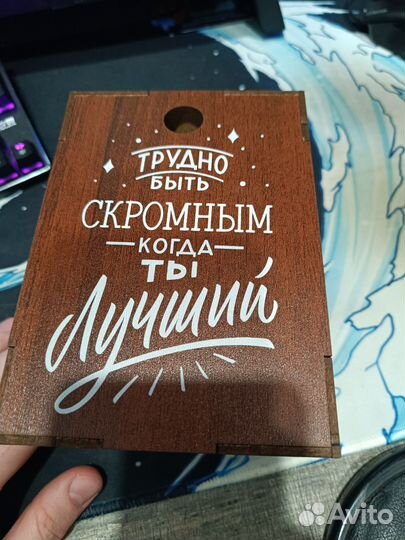 ТРУДНО
БЫТЬ
СКРОМНЫМ
КОГДА
ТЫ
Лучший
Avito